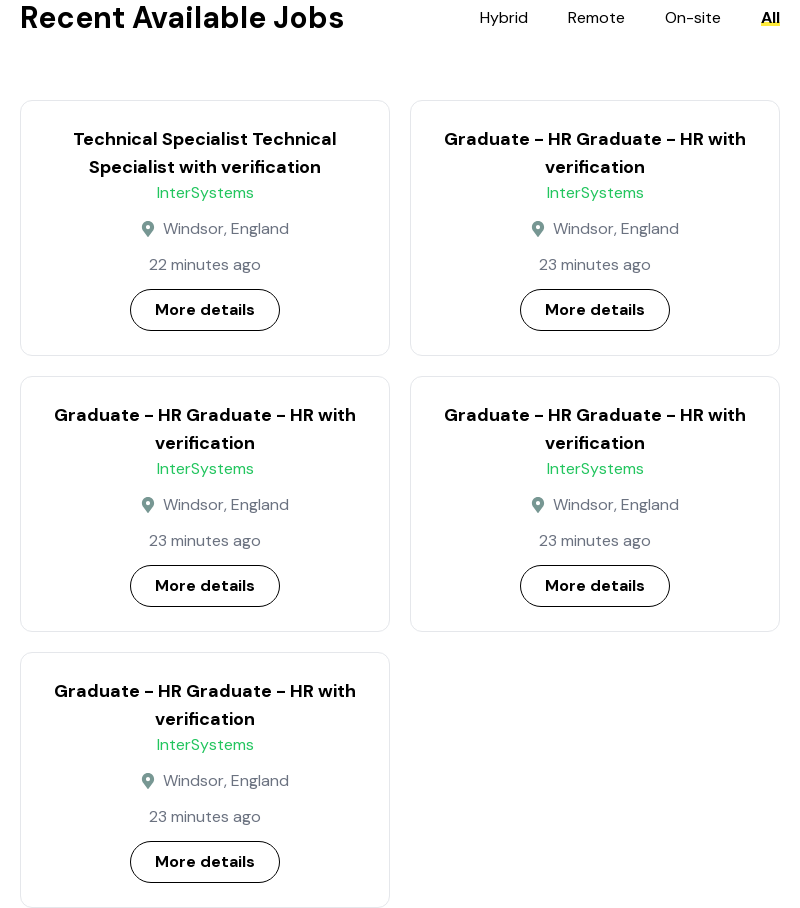 Recent Available Jobs
Hybrid
Remote
On-site
All
Technical Specialist Technical
Specialist with verification
InterSystems
Windsor, England
22 minutes ago
More details
Graduate - HR Graduate - HR with
verification
InterSystems
Windsor, England
23 minutes ago
More details
Graduate - HR Graduate - HR with
verification
InterSystems
Windsor, England
23 minutes ago
More details
Graduate - HR Graduate - HR with
verification
InterSystems
Windsor, England
23 minutes ago
More details
Graduate - HR Graduate - HR with
verification
InterSystems
Windsor, England
23 minutes ago
More details